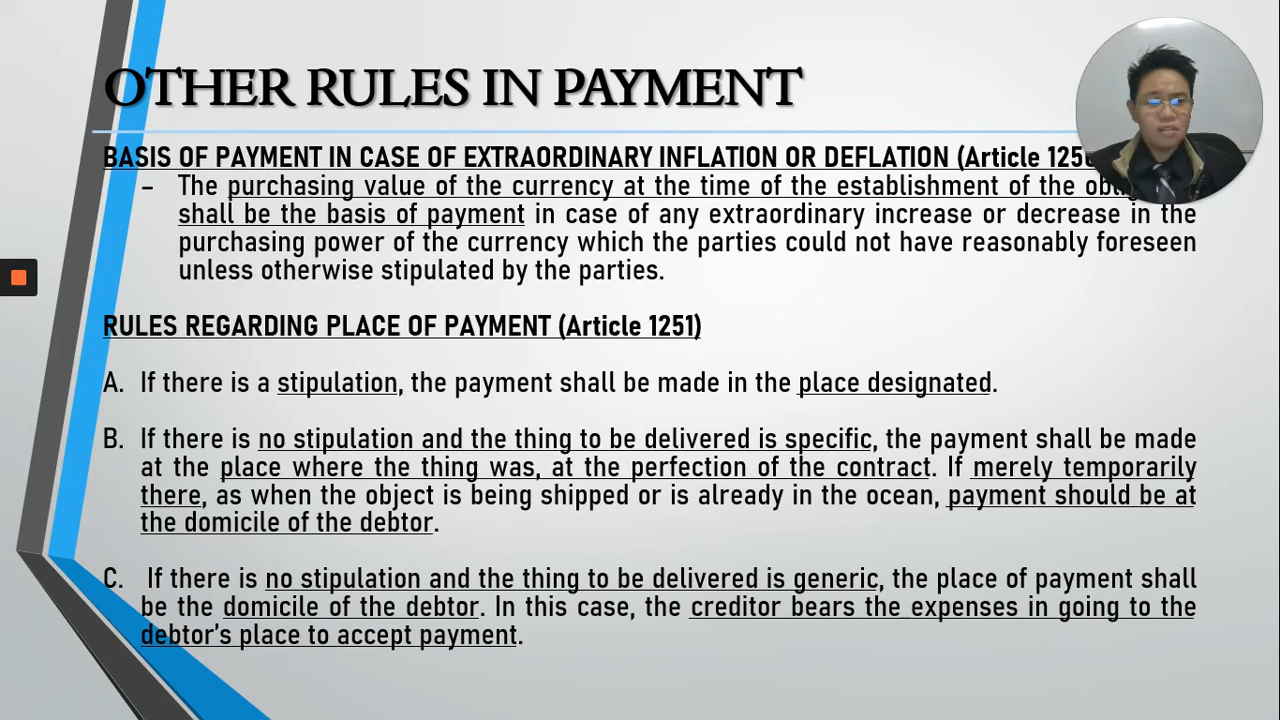 OTHER RULES IN PAYMENT
BASIS OF PAYMENT IN CASE OF EXTRAORDINARY INFLATION OR DEFLATION (Article
– The purchasing value of the currency at the time of the establishment of the
shall be the basis of payment in case of any extraordinary increase or decrease in the
purchasing power of the currency which the parties could not have reasonably foreseen
unless otherwise stipulated by the parties.
RULES REGARDING PLACE OF PAYMENT (Article 1251)
A. If there is a stipulation, the payment shall be made in the place designated.
B. If there is no stipulation and the thing to be delivered is specific, the payment shall be made
at the place where the thing was, at the perfection of the contract. If merely temporarily
there, as when the object is being shipped or is already in the ocean, payment should be at
the domicile of the debtor.
C. If there is no stipulation and the thing to be delivered is generic, the place of payment shall
be the domicile of the debtor. In this case, the creditor bears the expenses in going to the
debtor's place to accept payment.